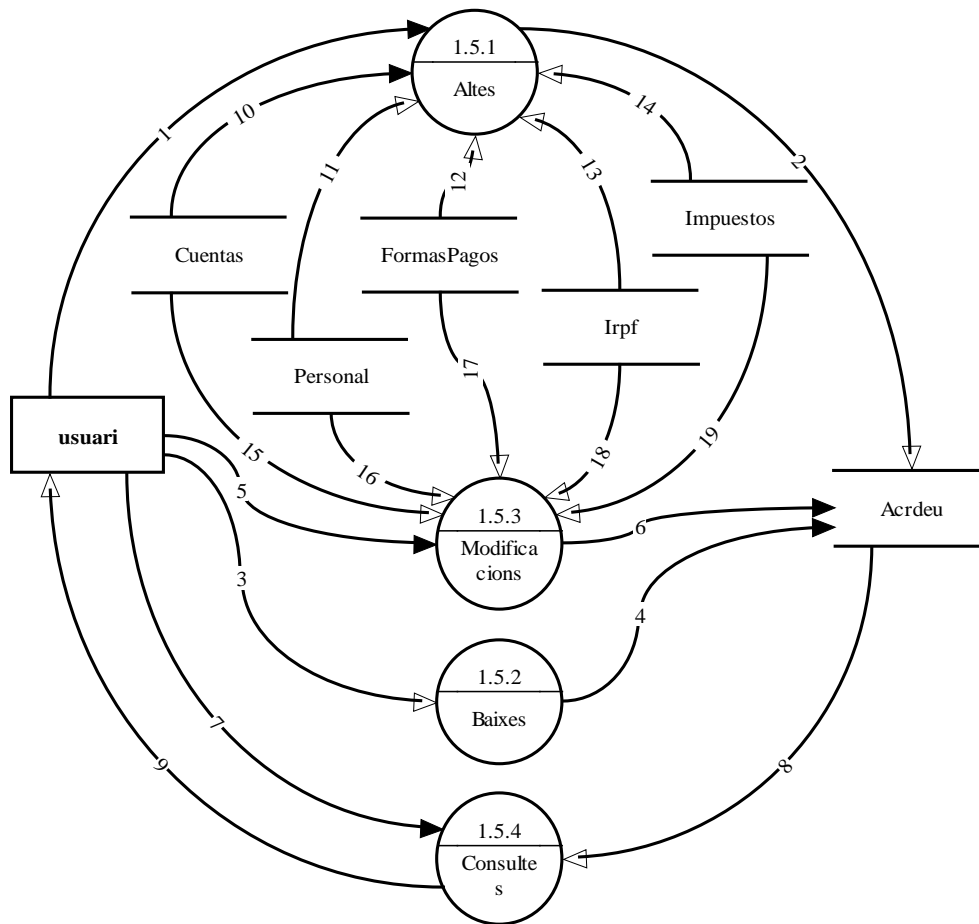 1.5.1
Altes
1
10
14
11
12
13
2
Cuentas
FormasPagos
Impuestos
Irpf
Personal
17
usuari
15
16
18
19
5
1.5.3
Modifica
cions
6
Acrdeu
3
4
1.5.2
Baixes
7
9
8
1.5.4
Consulte
s